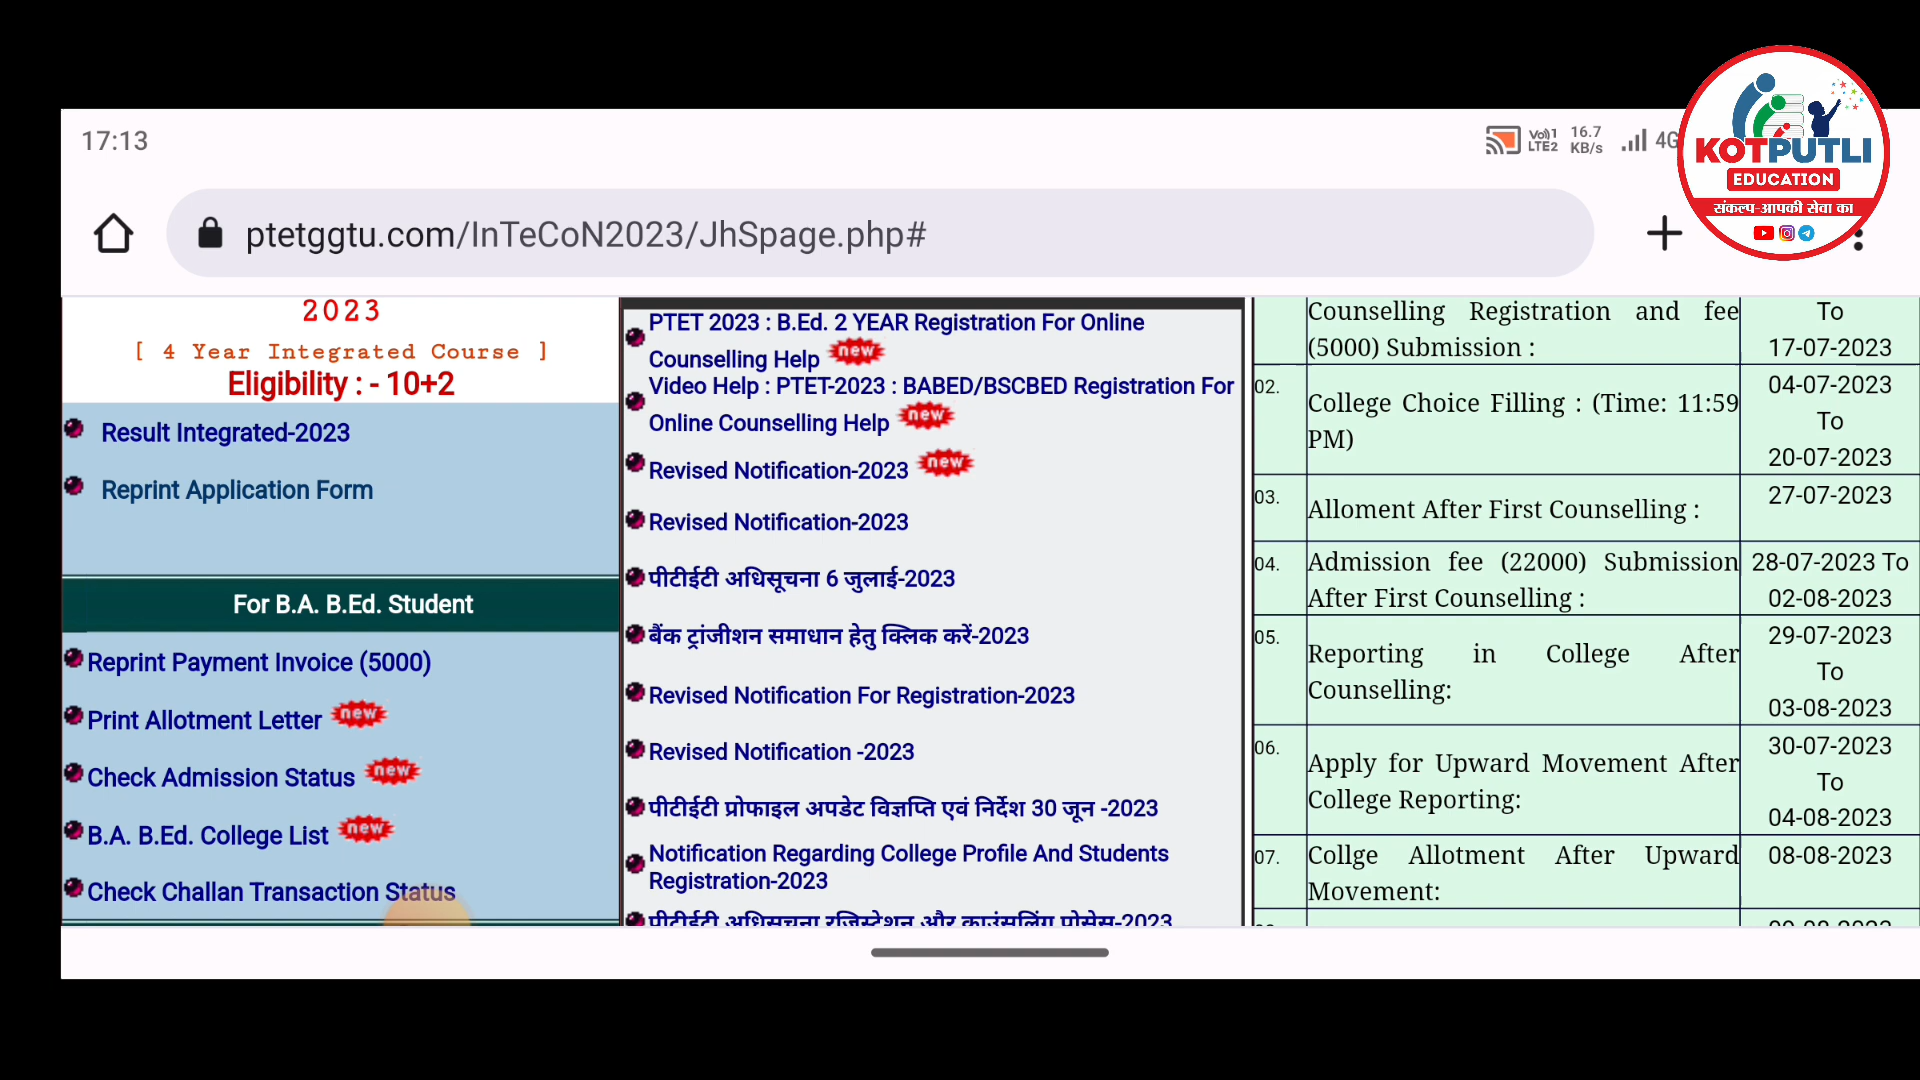 17:13
Vo)) 1
LTE2
16.7
KB/s
4G
KOTPUTLI
EDUCATION
संकल्प-आपकी सेवा का
ptetggtu.com/InTeCoN2023/JhSpage.php#
2023
[ 4 Year Integrated Course ]
Eligibility : - 10+2
Result Integrated-2023
Reprint Application Form
For B.A. B.Ed. Student
Reprint Payment Invoice (5000)
Print Allotment Letter new
Check Admission Status new
B.A. B.Ed. College List new
Check Challan Transaction Status
PTET 2023 : B.Ed. 2 YEAR Registration For Online
Counselling Help new
Video Help : PTET-2023 : BABED/BSCBED Registration For
Online Counselling Help new
Revised Notification-2023 new
Revised Notification-2023
पीटीईटी अधिसूचना 6 जुलाई-2023
बैंक ट्रांजीशन समाधान हेतु क्लिक करें-2023
Revised Notification For Registration-2023
Revised Notification -2023
पीटीईटी प्रोफाइल अपडेट विज्ञप्ति एवं निर्देश 30 जून -2023
Notification Regarding College Profile And Students
Registration-2023
पीटीईटी अधिसूचना रजिस्ट्रेशन और काउंसलिंग प्रोसेस-2023
Counselling Registration and fee
(5000) Submission :
To
17-07-2023
02.
College Choice Filling : (Time: 11:59
PM)
04-07-2023
To
20-07-2023
03.
Alloment After First Counselling :
27-07-2023
04.
Admission fee (22000) Submission
After First Counselling :
28-07-2023 To
02-08-2023
05.
Reporting in College After
Counselling:
29-07-2023
To
03-08-2023
06.
Apply for Upward Movement After
College Reporting:
30-07-2023
To
04-08-2023
07.
Collge Allotment After Upward
Movement:
08-08-2023